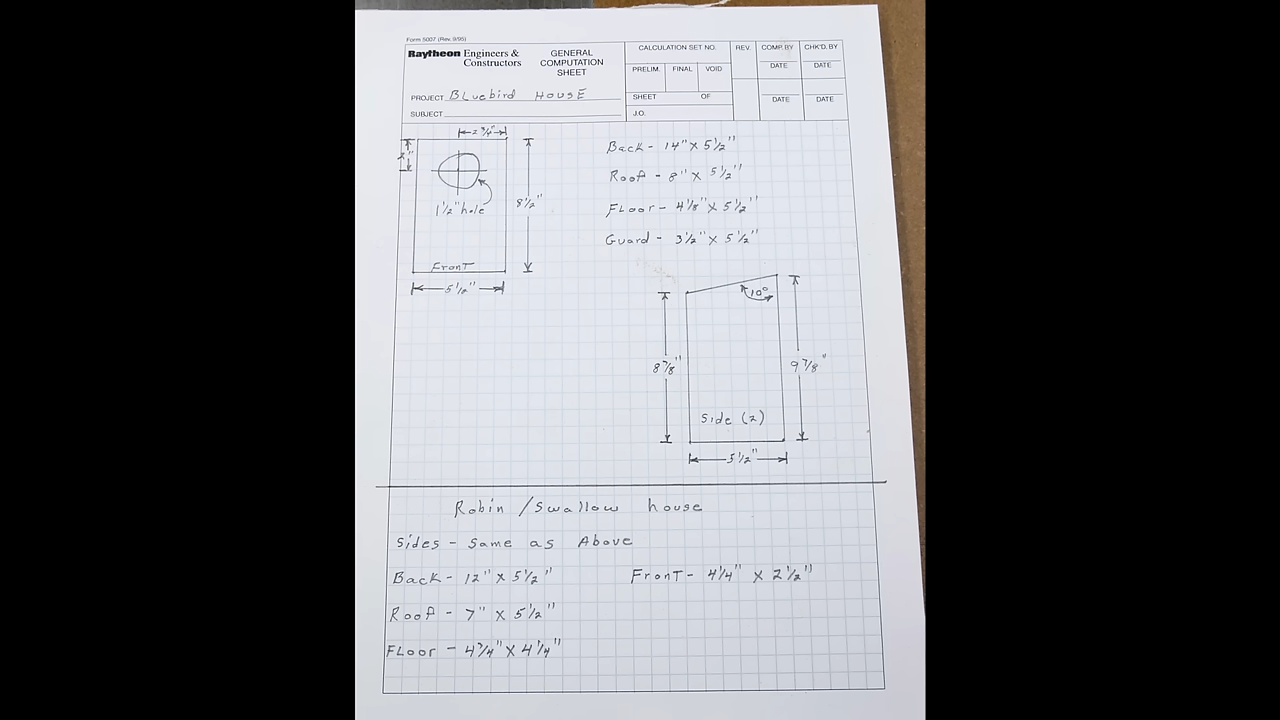 Form 5007 (Rev. 9/95)
Raytheon Engineers & Constructors
GENERAL COMPUTATION SHEET
CALCULATION SET NO.
REV.
COMP. BY
CHK'D. BY
PRELIM.
FINAL
VOID
DATE
DATE
SHEET OF
DATE
DATE
J.O.
PROJECT Bluebird House
SUBJECT
2 3/4"
2"
1 1/2" hole
8 1/2"
Front
5 1/2"
Back - 14" x 5 1/2"
Roof - 8" x 5 1/2"
Floor - 4 1/8" x 5 1/2"
Guard - 3 1/2" x 5 1/2"
10°
8 7/8"
9 7/8"
Side (2)
5 1/2"
Robin / Swallow house
Sides - Same as Above
Back - 12" x 5 1/2"
Front - 4 1/4" x 2 1/2"
Roof - 7" x 5 1/2"
Floor - 4 3/4" x 4 1/4"